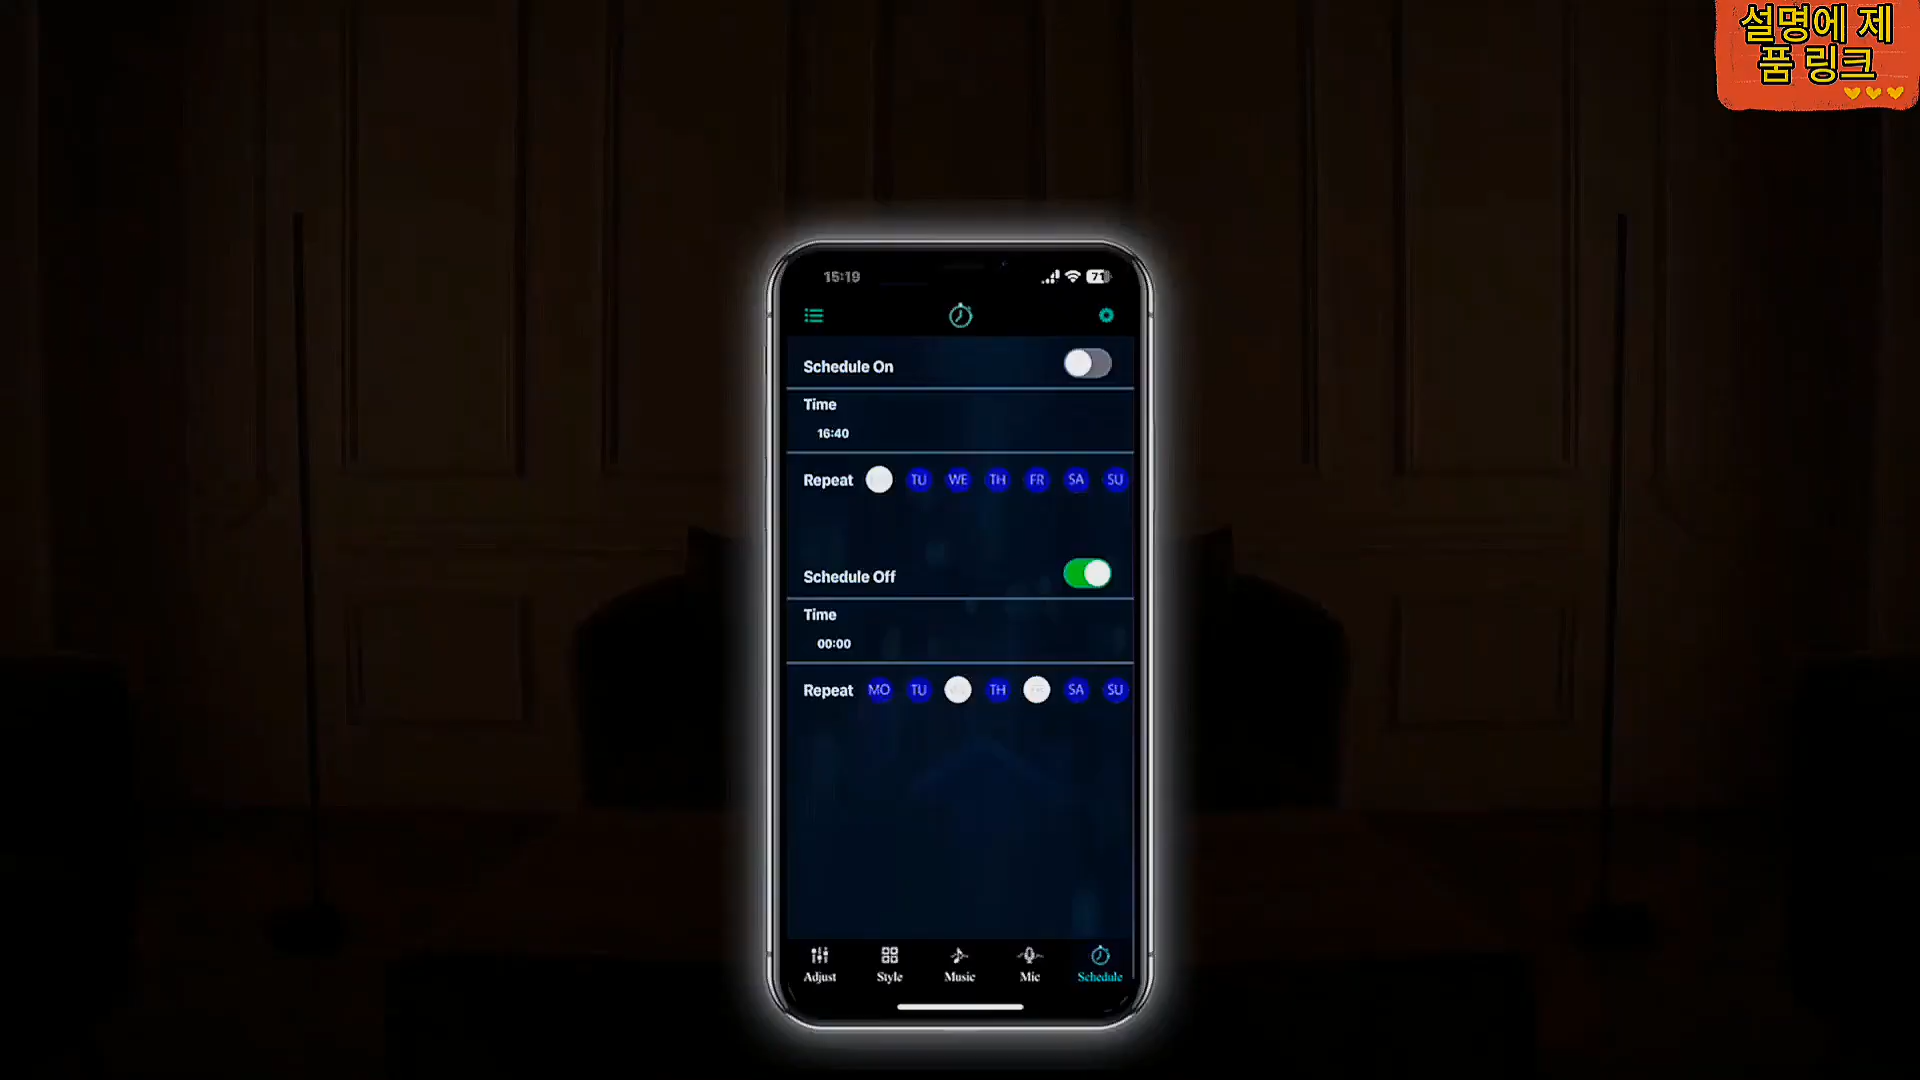 설명에 제
품 링크
15:19
71
Schedule On
Time
16:40
Repeat TU WE TH FR SA SU
Schedule Off
Time
00:00
Repeat MO TU TH SA SU
Adjust Style Music Mic Schedule